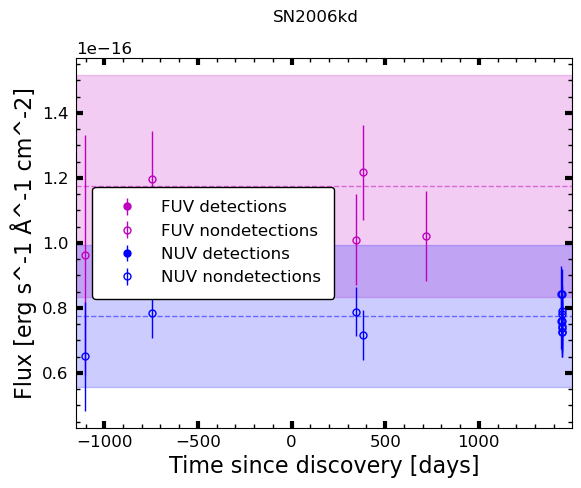 SN2006kd
1e−16
1.4
1.2
1.0
0.8
0.6
Flux [erg s^-1 Å^-1 cm^-2]
FUV detections
FUV nondetections
NUV detections
NUV nondetections
−1000 −500 0 500 1000
Time since discovery [days]